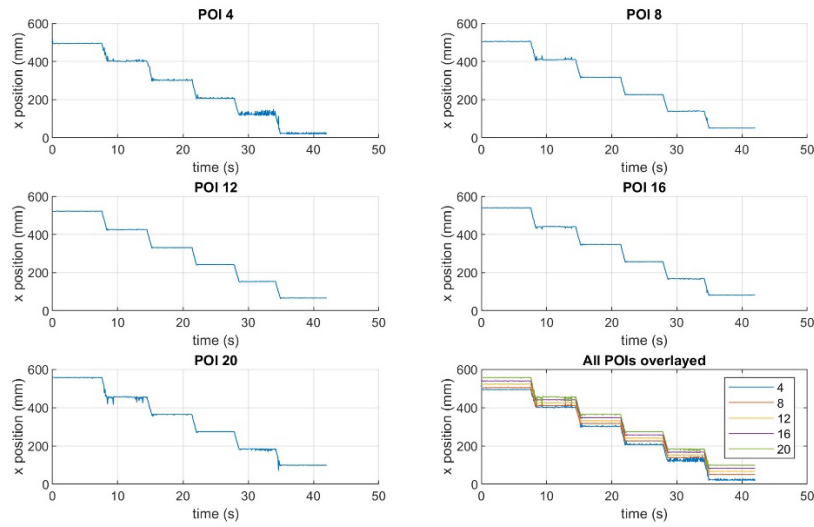 POI 4
600
400
200
0
x position (mm)
0 10 20 30 40 50
time (s)
POI 8
600
400
200
0
x position (mm)
0 10 20 30 40 50
time (s)
POI 12
600
400
200
0
x position (mm)
0 10 20 30 40 50
time (s)
POI 16
600
400
200
0
x position (mm)
0 10 20 30 40 50
time (s)
POI 20
600
400
200
0
x position (mm)
0 10 20 30 40 50
time (s)
All POIs overlayed
600
400
200
0
x position (mm)
0 10 20 30 40 50
time (s)
4
8
12
16
20